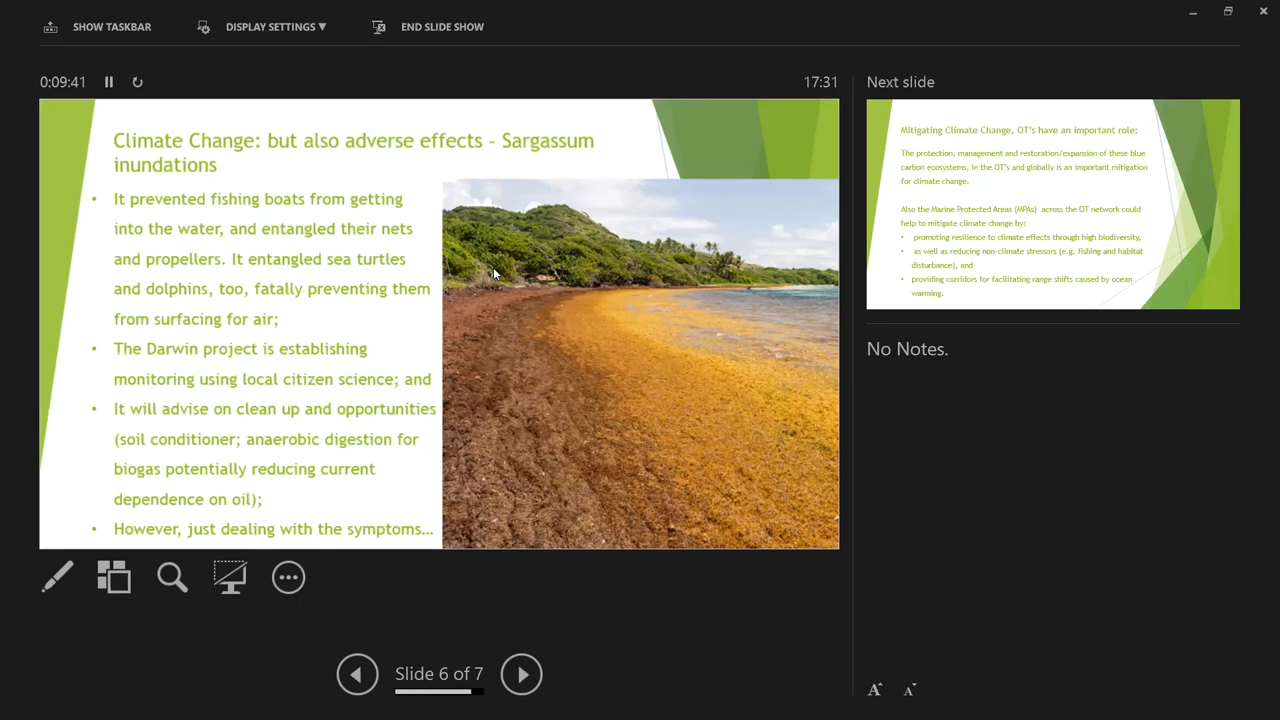 SHOW TASKBAR
DISPLAY SETTINGS ▼
END SLIDE SHOW
0:09:41
17:31
Climate Change: but also adverse effects - Sargassum
inundations
• It prevented fishing boats from getting
into the water, and entangled their nets
and propellers. It entangled sea turtles
and dolphins, too, fatally preventing them
from surfacing for air;
• The Darwin project is establishing
monitoring using local citizen science; and
• It will advise on clean up and opportunities
(soil conditioner; anaerobic digestion for
biogas potentially reducing current
dependence on oil);
• However, just dealing with the symptoms…
Slide 6 of 7
Next slide
Mitigating Climate Change, OT's have an important role:
The protection, management and restoration/expansion of these blue
carbon ecosystems, in the OT's and globally is an important mitigation
for climate change.
Also the Marine Protected Areas (MPAs) across the OT network could
help to mitigate climate change by:
• promoting resilience to climate effects through high biodiversity,
• as well as reducing non-climate stressors (e.g. fishing and habitat
disturbance), and
• providing corridors for facilitating range shifts caused by ocean
warming.
No Notes.
A A